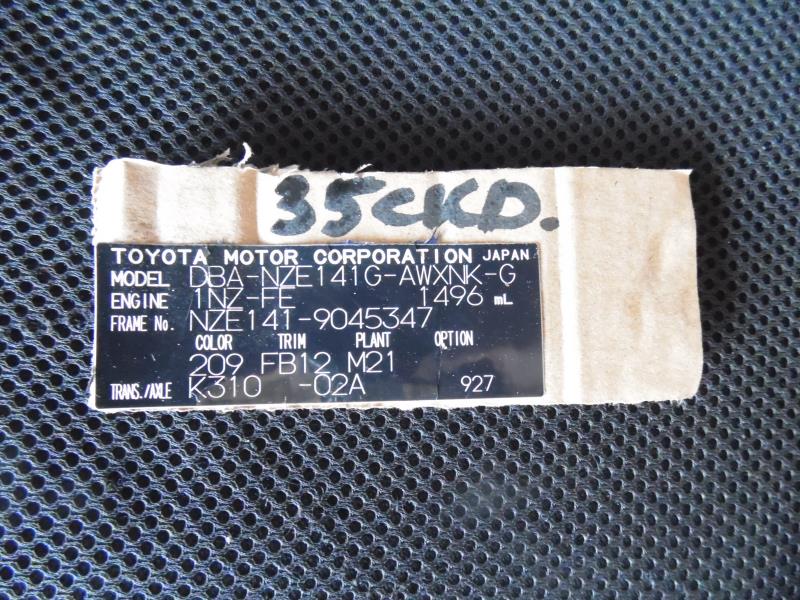 35CKD.
TOYOTA MOTOR CORPORATION JAPAN
MODEL DBA-NZE141G-AWXNK-G
ENGINE 1NZ-FE 1496 mL
FRAME No. NZE141-9045347
COLOR TRIM PLANT OPTION
209 FB12 M21
TRANS./AXLE K310 -02A 927